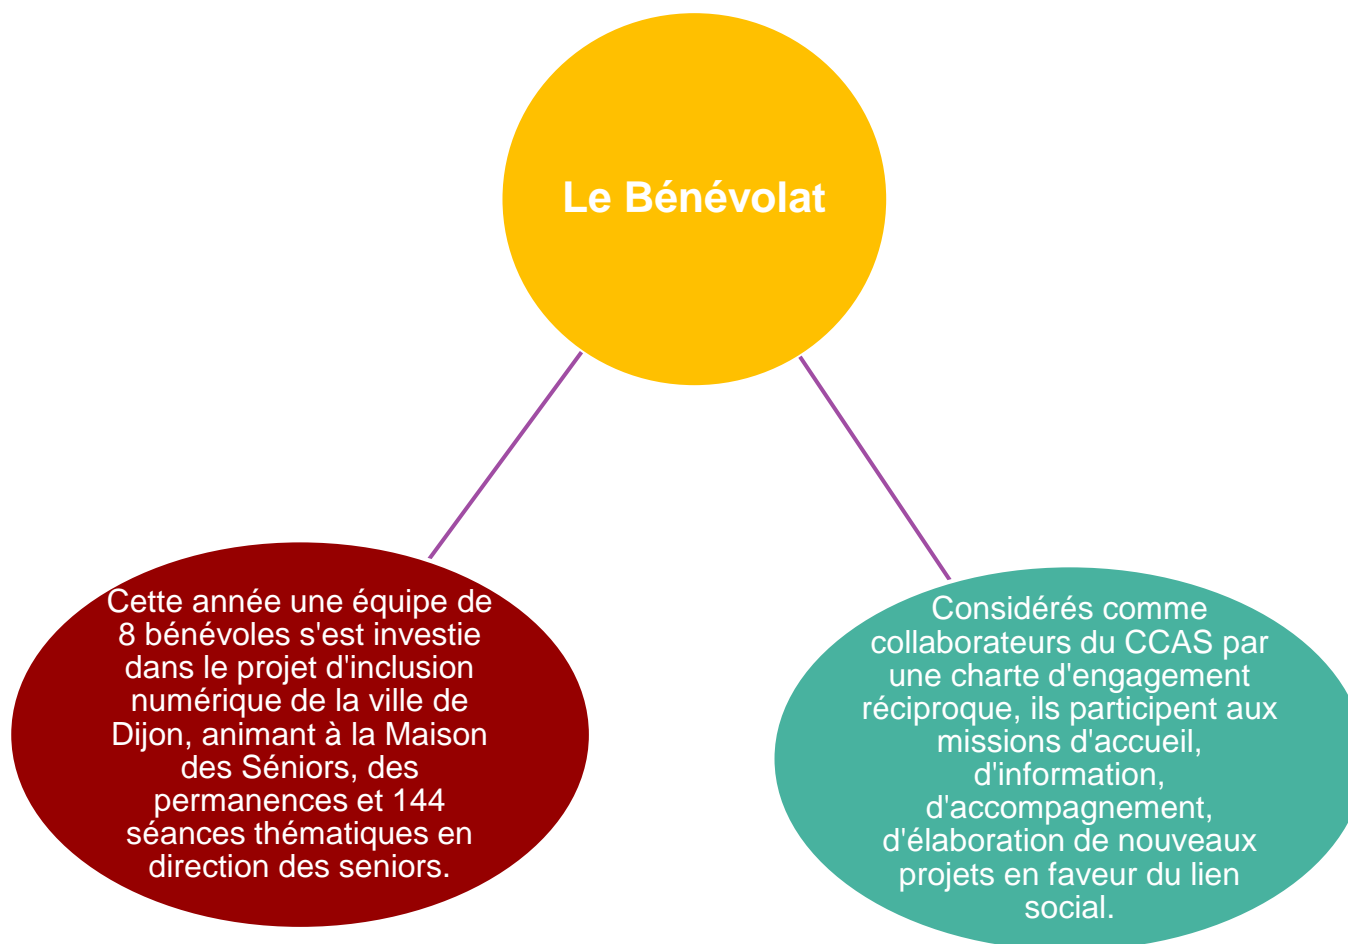 Le Bénévolat
Cette année une équipe de
8 bénévoles s'est investie
dans le projet d'inclusion
numérique de la ville de
Dijon, animant à la Maison
des Séniors, des
permanences et 144
séances thématiques en
direction des seniors.
Considérés comme
collaborateurs du CCAS par
une charte d'engagement
réciproque, ils participent aux
missions d'accueil,
d'information,
d'accompagnement,
d'élaboration de nouveaux
projets en faveur du lien
social.